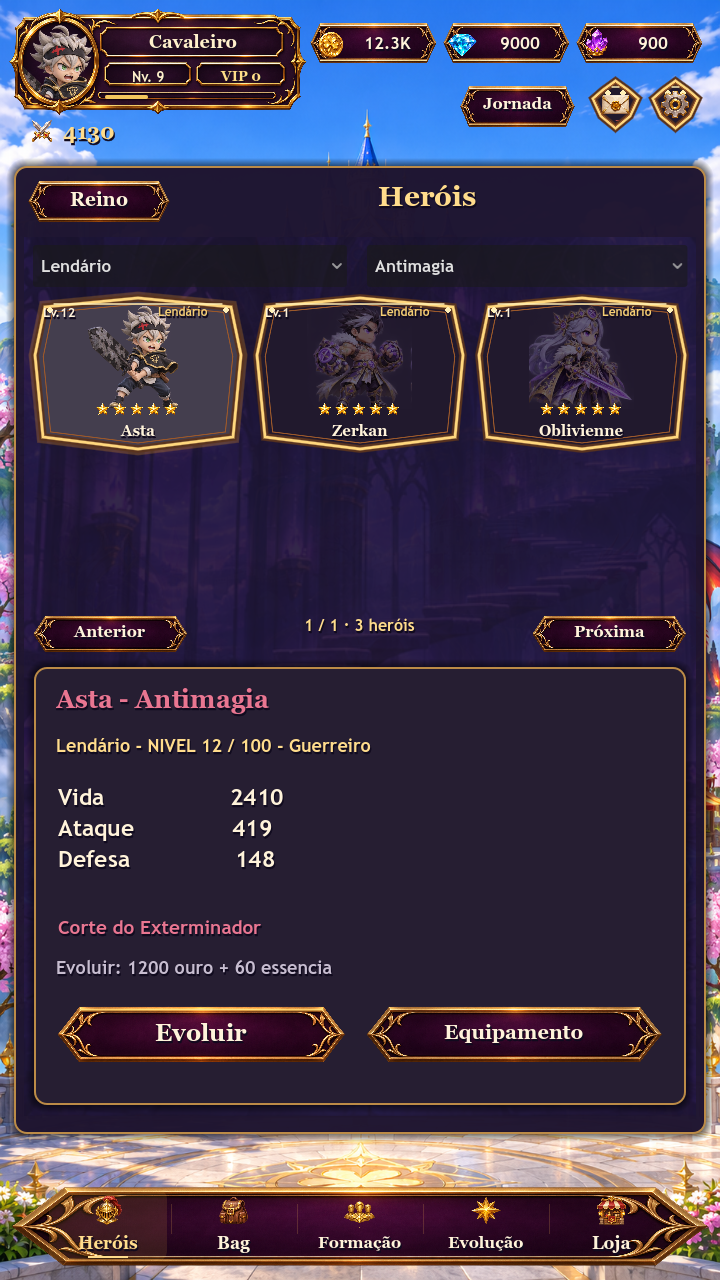 Cavaleiro
Nv. 9
VIP 0
12.3K
9000
900
Jornada
4130
Reino
Heróis
Lendário
Antimagia
Lv.12 Lendário
Lv.1 Lendário
Lv.1 Lendário
Asta
Zerkan
Oblivienne
Anterior
1 / 1 · 3 heróis
Próxima
Asta - Antimagia
Lendário - NIVEL 12 / 100 - Guerreiro
Vida 2410
Ataque 419
Defesa 148
Corte do Exterminador
Evoluir: 1200 ouro + 60 essencia
Evoluir
Equipamento
Heróis
Bag
Formação
Evolução
Loja